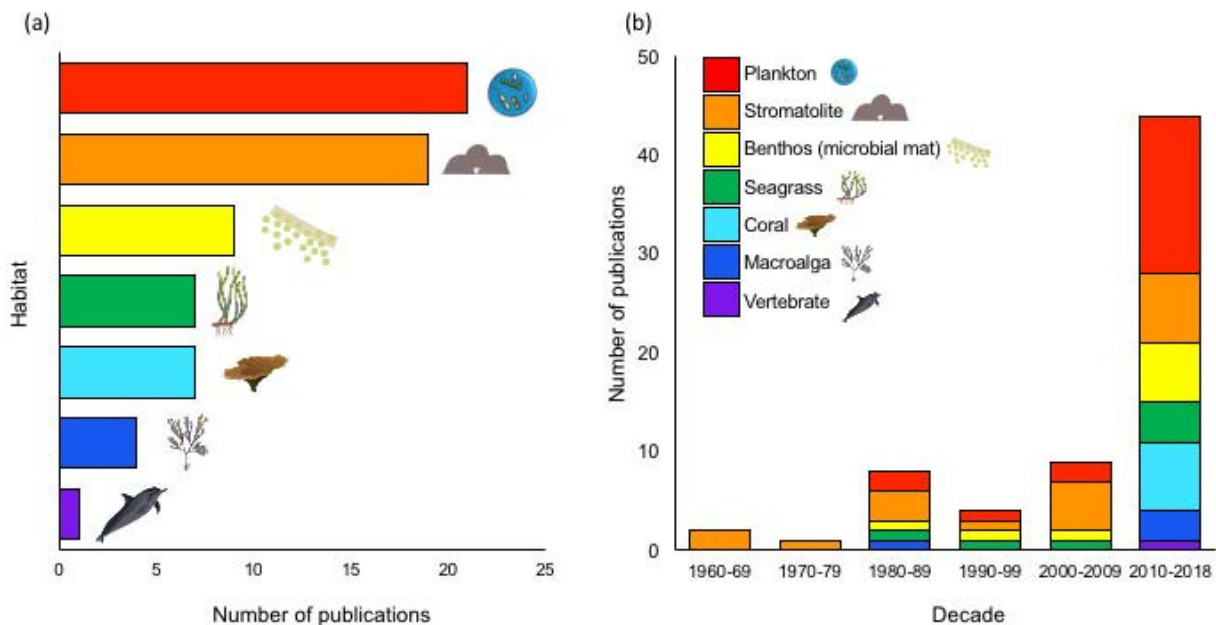 (a)
Habitat
0 5 10 15 20 25
Number of publications
(b)
Number of publications
50
40
30
20
10
0
Plankton
Stromatolite
Benthos (microbial mat)
Seagrass
Coral
Macroalga
Vertebrate
1960-69 1970-79 1980-89 1990-99 2000-2009 2010-2018
Decade